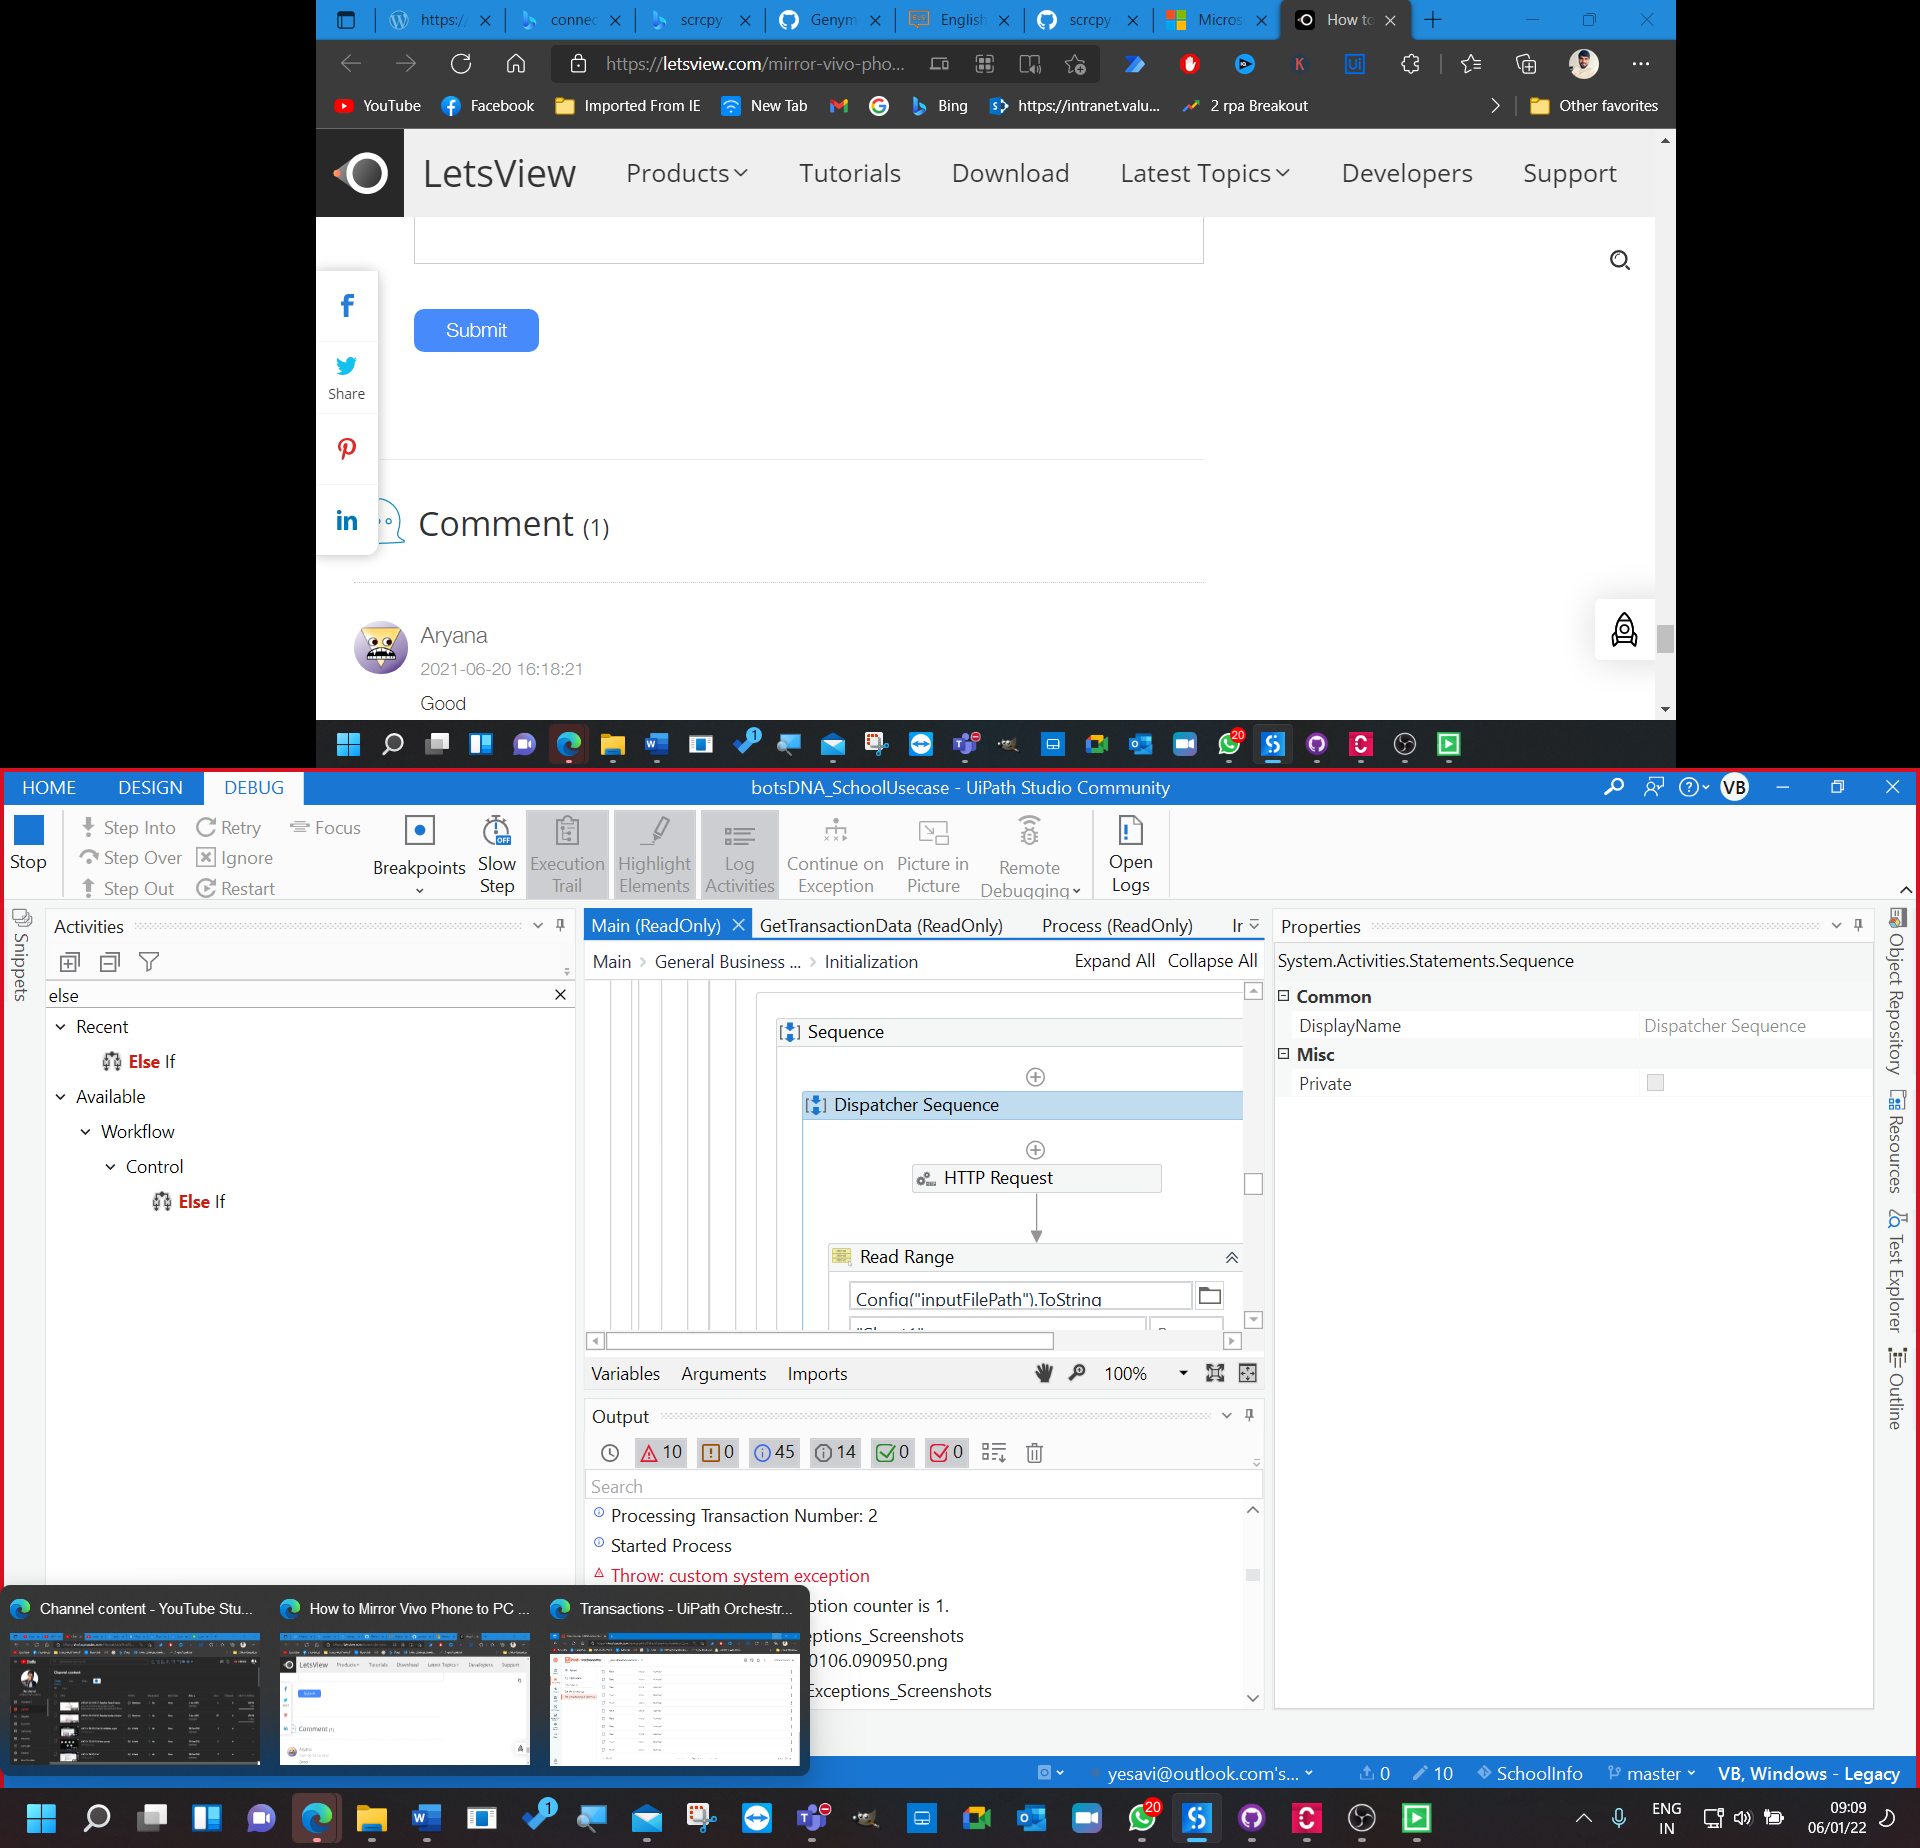 https:/
connec
scrcpy
Genym
English
scrcpy
Micros
How to
https://letsview.com/mirror-vivo-pho...
YouTube
Facebook
Imported From IE
New Tab
Bing
https://intranet.valu...
2 rpa Breakout
Other favorites
LetsView
Products
Tutorials
Download
Latest Topics
Developers
Support
Submit
Share
Comment (1)
Aryana
2021-06-20 16:18:21
Good
1
20
HOME
DESIGN
DEBUG
botsDNA_SchoolUsecase - UiPath Studio Community
VB
Stop
Step Into
Step Over
Step Out
Retry
Ignore
Restart
Focus
Breakpoints
Slow Step
OFF
Execution Trail
Highlight Elements
Log Activities
Continue on Exception
Picture in Picture
Remote Debugging
Open Logs
Snippets
Activities
else
Recent
Else If
Available
Workflow
Control
Else If
Main (ReadOnly)
GetTransactionData (ReadOnly)
Process (ReadOnly)
Ir
Main > General Business ... > Initialization
Expand All
Collapse All
Sequence
Dispatcher Sequence
HTTP Request
Read Range
Config("inputFilePath").ToString
Variables
Arguments
Imports
100%
Output
10
0
45
14
0
0
Search
Processing Transaction Number: 2
Started Process
Throw: custom system exception
ption counter is 1.
ptions_Screenshots
0106.090950.png
Exceptions_Screenshots
Properties
System.Activities.Statements.Sequence
Common
DisplayName
Dispatcher Sequence
Misc
Private
Object Repository
Resources
Test Explorer
Outline
Channel content - YouTube Stu...
How to Mirror Vivo Phone to PC ...
Transactions - UiPath Orchestr...
yesavi@outlook.com's...
0
10
SchoolInfo
master
VB, Windows - Legacy
1
20
ENG
IN
09:09
06/01/22